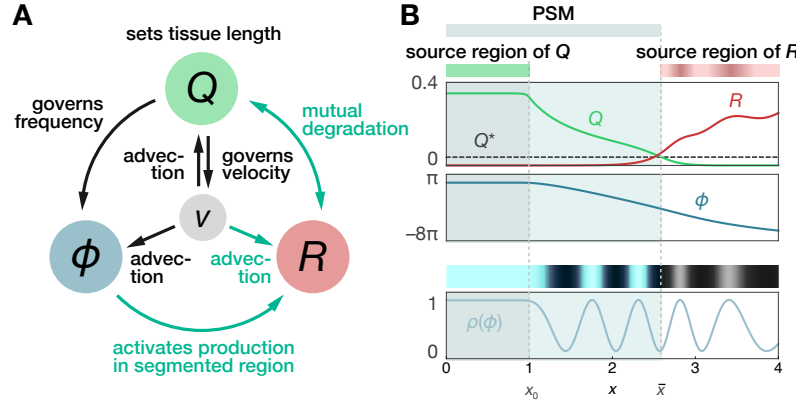 A
sets tissue length
Q
governs
frequency
mutual
degradation
advec-
tion
governs
velocity
v
ϕ
advec-
tion
advec-
tion
R
activates production
in segmented region
B
PSM
source region of Q
source region of R
0.4
Q
R
Q*
0
π
ϕ
−8π
1
ρ(ϕ)
0
0 1 2 3 4
x₀ x x̄